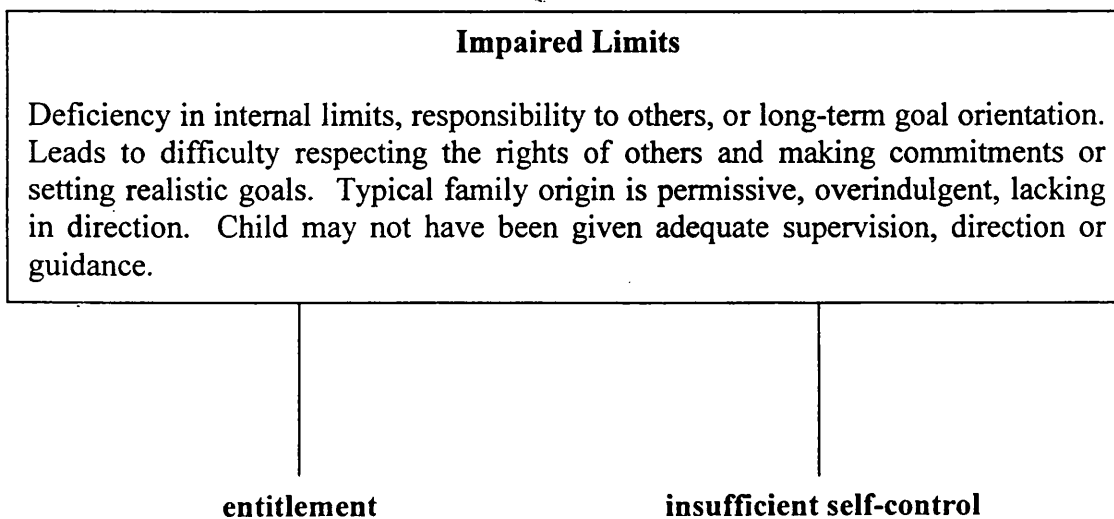 Impaired Limits
Deficiency in internal limits, responsibility to others, or long-term goal orientation.
Leads to difficulty respecting the rights of others and making commitments or
setting realistic goals. Typical family origin is permissive, overindulgent, lacking
in direction. Child may not have been given adequate supervision, direction or
guidance.
entitlement insufficient self-control